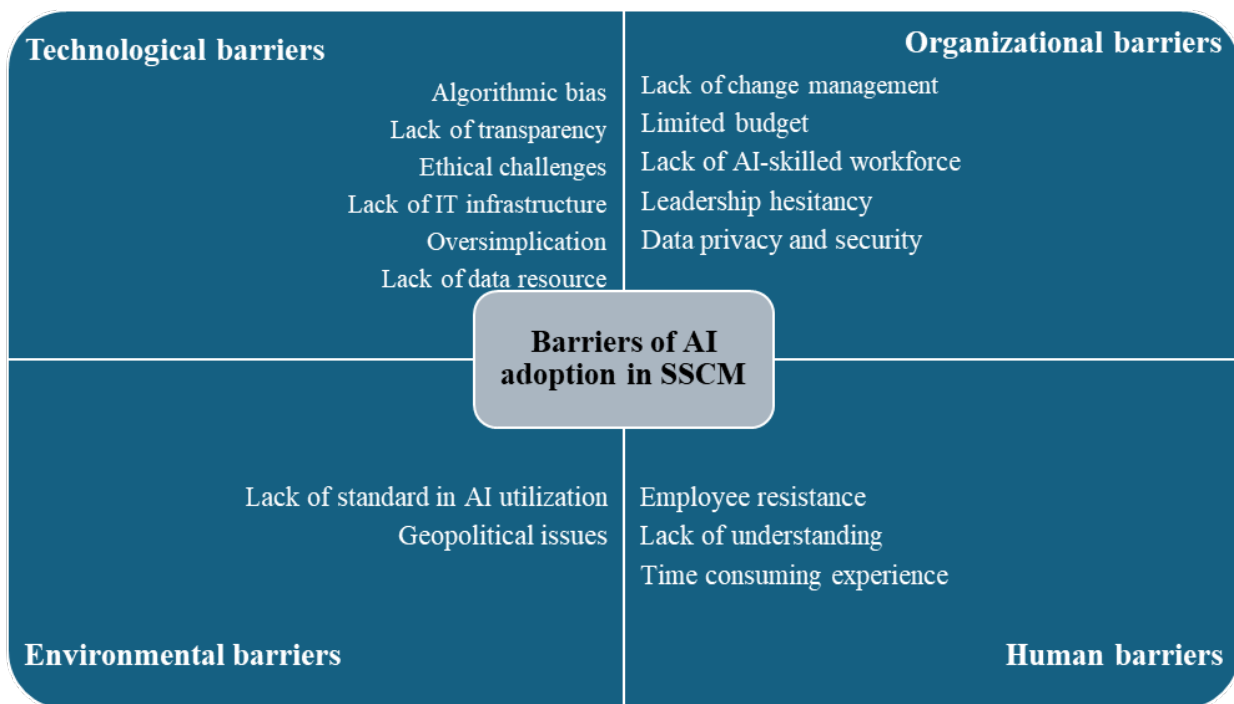 Technological barriers
Algorithmic bias
Lack of transparency
Ethical challenges
Lack of IT infrastructure
Oversimplication
Lack of data resource
Organizational barriers
Lack of change management
Limited budget
Lack of AI-skilled workforce
Leadership hesitancy
Data privacy and security
Barriers of AI
adoption in SSCM
Lack of standard in AI utilization
Geopolitical issues
Environmental barriers
Employee resistance
Lack of understanding
Time consuming experience
Human barriers